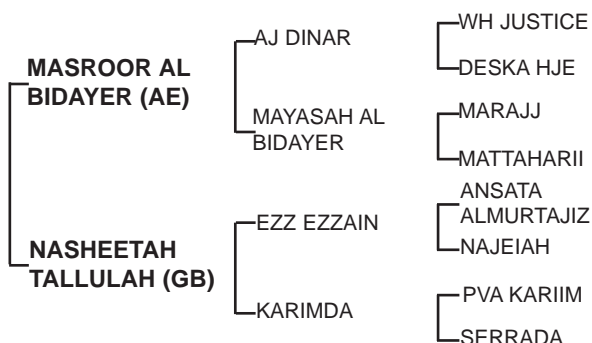 MASROOR AL
BIDAYER (AE)
AJ DINAR
WH JUSTICE
DESKA HJE
MAYASAH AL
BIDAYER
MARAJJ
MATTAHARII
NASHEETAH
TALLULAH (GB)
EZZ EZZAIN
ANSATA
ALMURTAJIZ
NAJEIAH
KARIMDA
PVA KARIIM
SERRADA